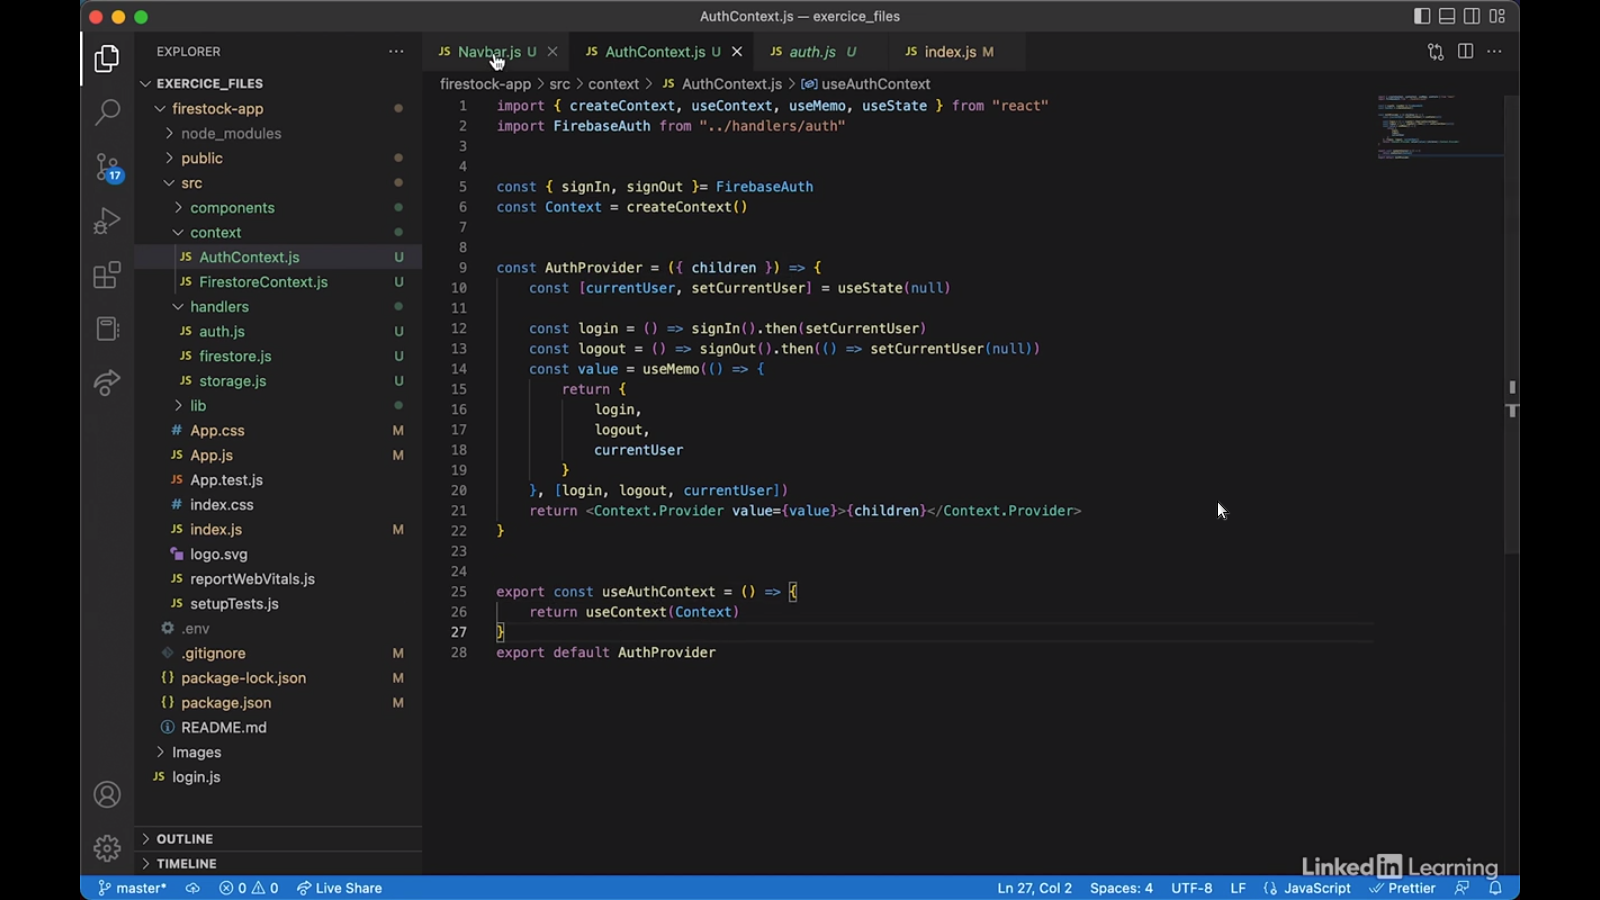 AuthContext.js — exercice_files
EXPLORER
EXERCICE_FILES
firestock-app
node_modules
public
src
components
context
JS AuthContext.js U
JS FirestoreContext.js U
handlers
JS auth.js U
JS firestore.js U
JS storage.js U
lib
# App.css M
JS App.js M
JS App.test.js
# index.css
JS index.js M
logo.svg
JS reportWebVitals.js
JS setupTests.js
.env
.gitignore M
{} package-lock.json M
{} package.json M
README.md
Images
JS login.js
OUTLINE
TIMELINE
17
JS Navbar.js U
JS AuthContext.js U
JS auth.js U
JS index.js M
firestock-app > src > context > JS AuthContext.js > useAuthContext
1 import { createContext, useContext, useMemo, useState } from "react"
2 import FirebaseAuth from "../handlers/auth"
3
4
5 const { signIn, signOut }= FirebaseAuth
6 const Context = createContext()
7
8
9 const AuthProvider = ({ children }) => {
10 const [currentUser, setCurrentUser] = useState(null)
11
12 const login = () => signIn().then(setCurrentUser)
13 const logout = () => signOut().then(() => setCurrentUser(null))
14 const value = useMemo(() => {
15 return {
16 login,
17 logout,
18 currentUser
19 }
20 }, [login, logout, currentUser])
21 return <Context.Provider value={value}>{children}</Context.Provider>
22 }
23
24
25 export const useAuthContext = () => {
26 return useContext(Context)
27 }
28 export default AuthProvider
LinkedIn Learning
master* 0 0 Live Share Ln 27, Col 2 Spaces: 4 UTF-8 LF {} JavaScript Prettier